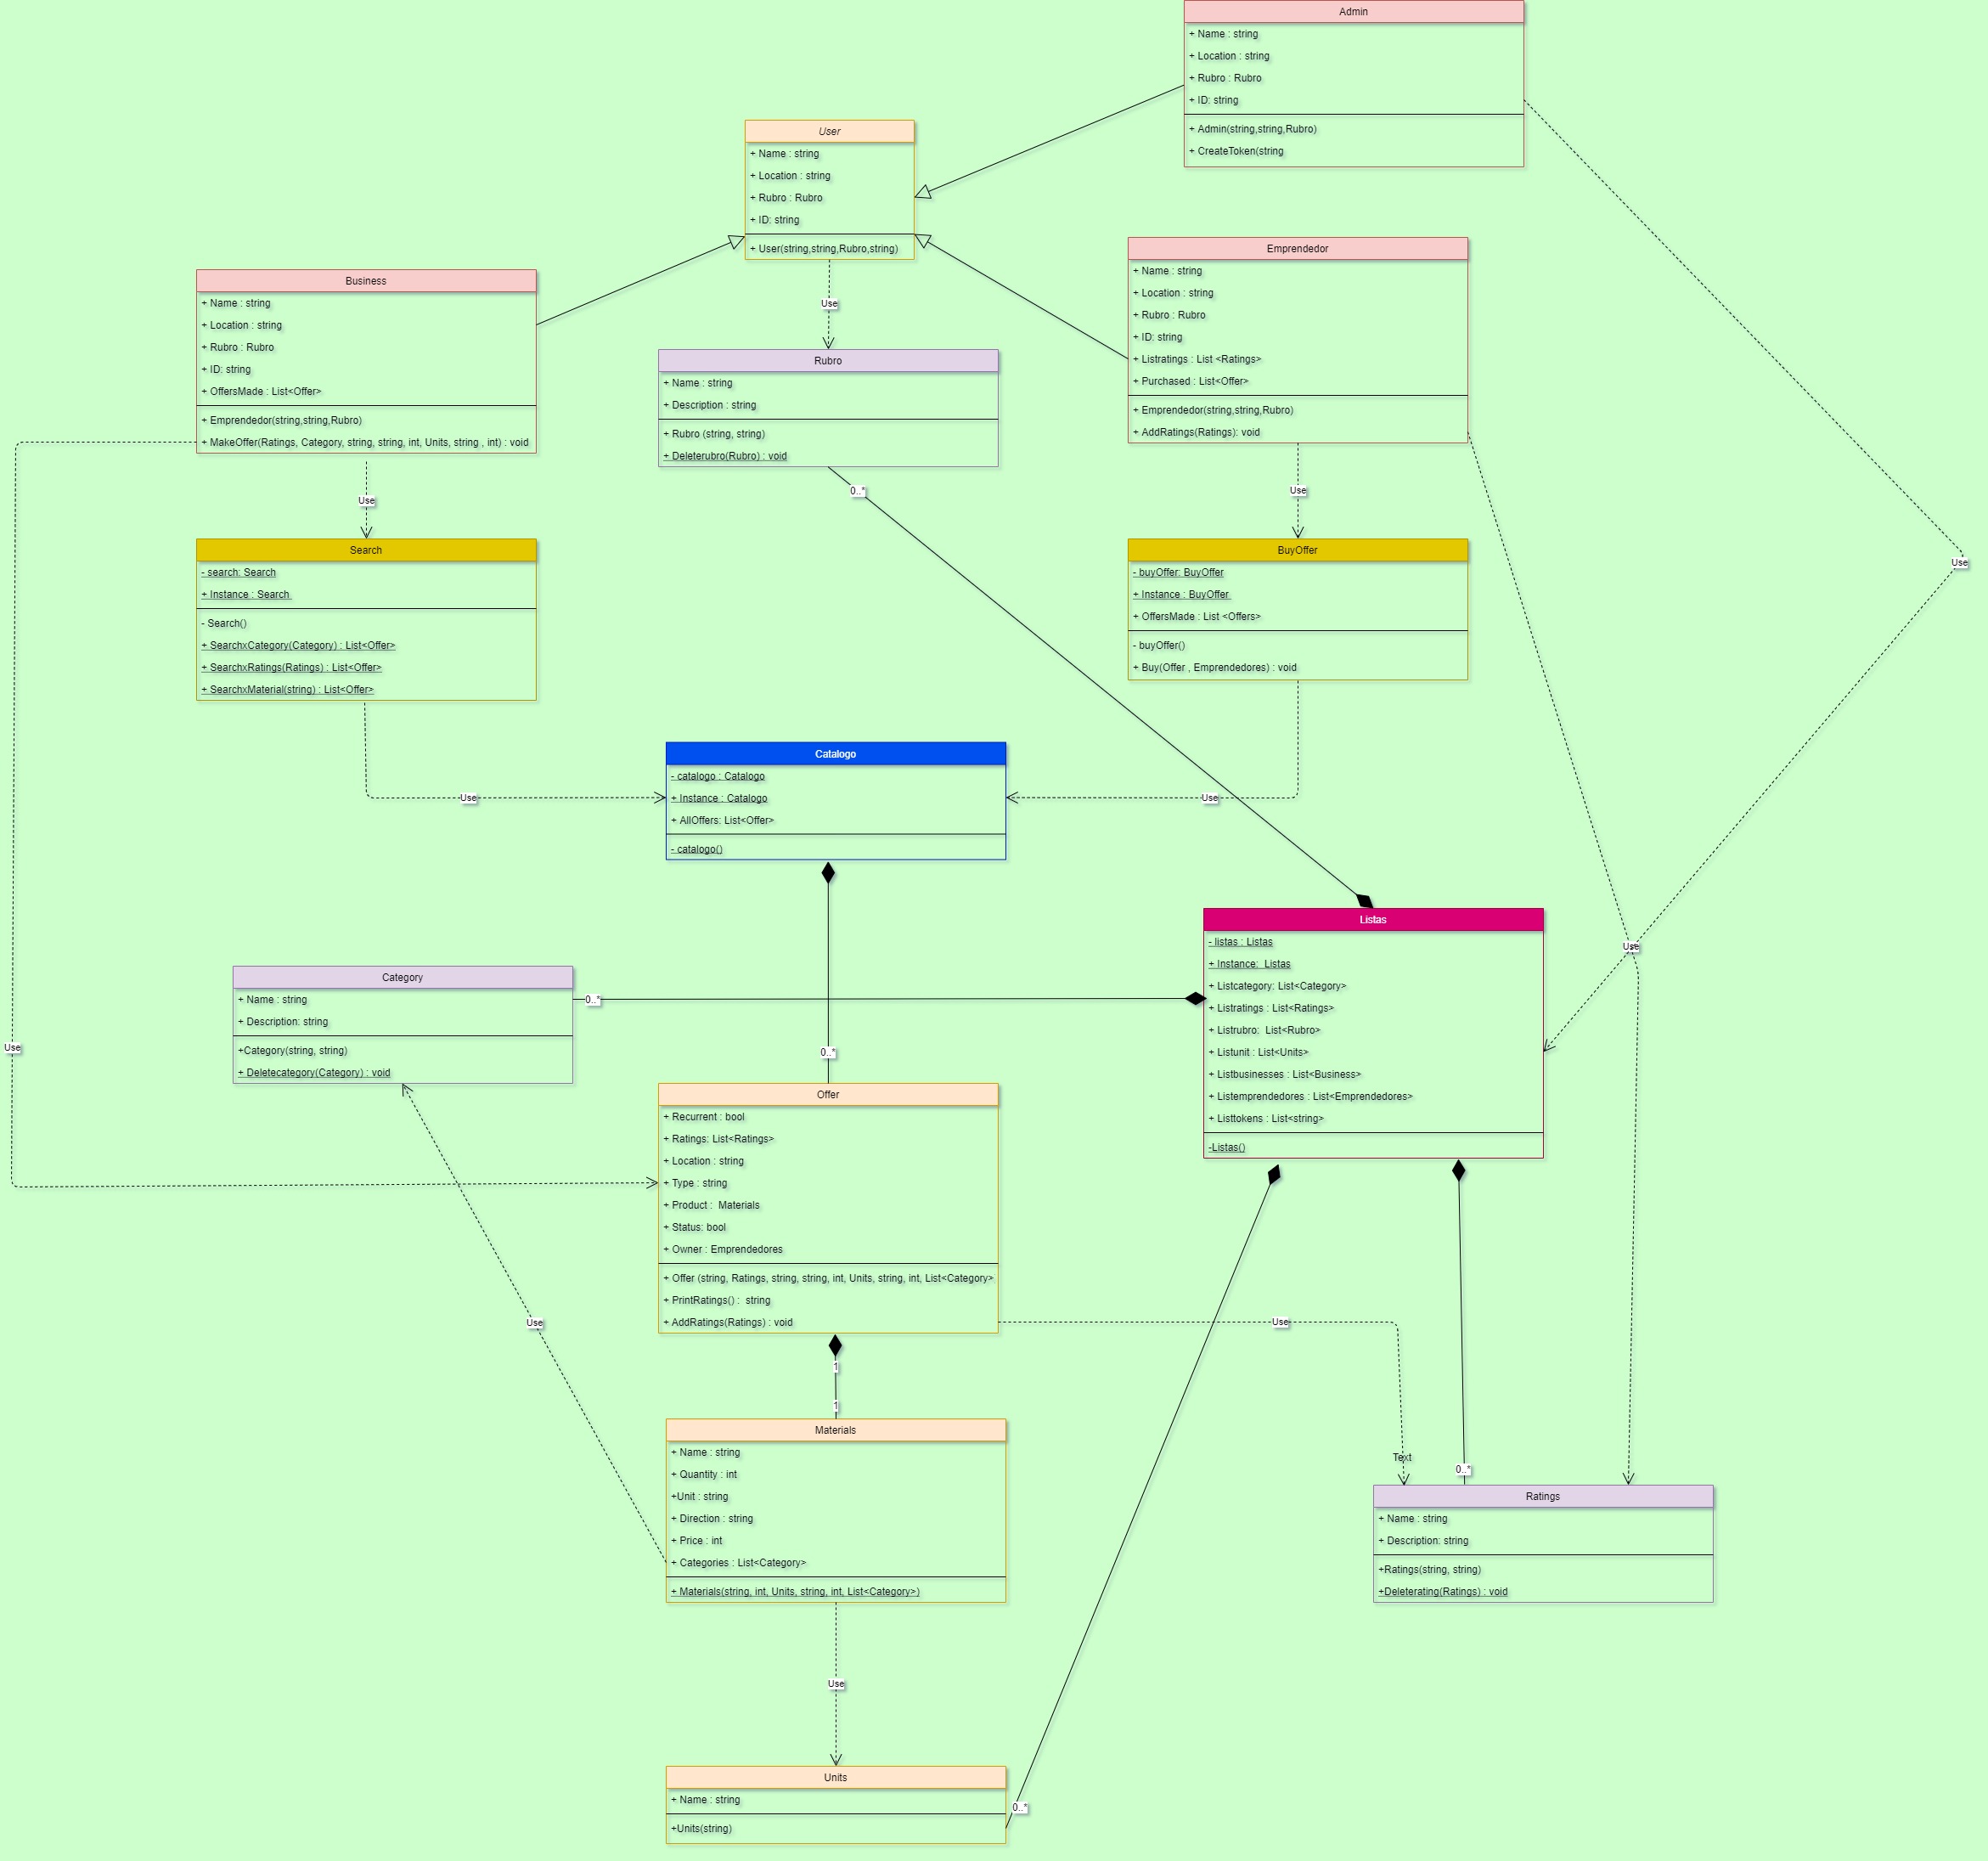 Admin
+ Name : string
+ Location : string
+ Rubro : Rubro
+ ID: string
+ Admin(string,string,Rubro)
+ CreateToken(string
User
+ Name : string
+ Location : string
+ Rubro : Rubro
+ ID: string
+ User(string,string,Rubro,string)
Emprendedor
+ Name : string
+ Location : string
+ Rubro : Rubro
+ ID: string
+ Listratings : List <Ratings>
+ Purchased : List<Offer>
+ Emprendedor(string,string,Rubro)
+ AddRatings(Ratings): void
Business
+ Name : string
+ Location : string
+ Rubro : Rubro
+ ID: string
+ OffersMade : List<Offer>
+ Emprendedor(string,string,Rubro)
+ MakeOffer(Ratings, Category, string, string, int, Units, string , int) : void
Use
Rubro
+ Name : string
+ Description : string
+ Rubro (string, string)
+ Deleterubro(Rubro) : void
0..*
Use
Use
Use
Search
- search: Search
+ Instance : Search
- Search()
+ SearchxCategory(Category) : List<Offer>
+ SearchxRatings(Ratings) : List<Offer>
+ SearchxMaterial(string) : List<Offer>
BuyOffer
- buyOffer: BuyOffer
+ Instance : BuyOffer
+ OffersMade : List <Offers>
- buyOffer()
+ Buy(Offer , Emprendedores) : void
Catalogo
- catalogo : Catalogo
+ Instance : Catalogo
+ AllOffers: List<Offer>
- catalogo()
Use
Use
Listas
- listas : Listas
+ Instance: Listas
+ Listcategory: List<Category>
+ Listratings : List<Ratings>
+ Listrubro: List<Rubro>
+ Listunit : List<Units>
+ Listbusinesses : List<Business>
+ Listemprendedores : List<Emprendedores>
+ Listtokens : List<string>
-Listas()
Use
Category
+ Name : string
+ Description: string
+Category(string, string)
+ Deletecategory(Category) : void
0..*
0..*
Use
Offer
+ Recurrent : bool
+ Ratings: List<Ratings>
+ Location : string
+ Type : string
+ Product : Materials
+ Status: bool
+ Owner : Emprendedores
+ Offer (string, Ratings, string, string, int, Units, string, int, List<Category>
+ PrintRatings() : string
+ AddRatings(Ratings) : void
Use
Use
1
1
Materials
+ Name : string
+ Quantity : int
+Unit : string
+ Direction : string
+ Price : int
+ Categories : List<Category>
+ Materials(string, int, Units, string, int, List<Category>)
Text
0..*
Ratings
+ Name : string
+ Description: string
+Ratings(string, string)
+Deleterating(Ratings) : void
Use
Units
+ Name : string
+Units(string)
0..*